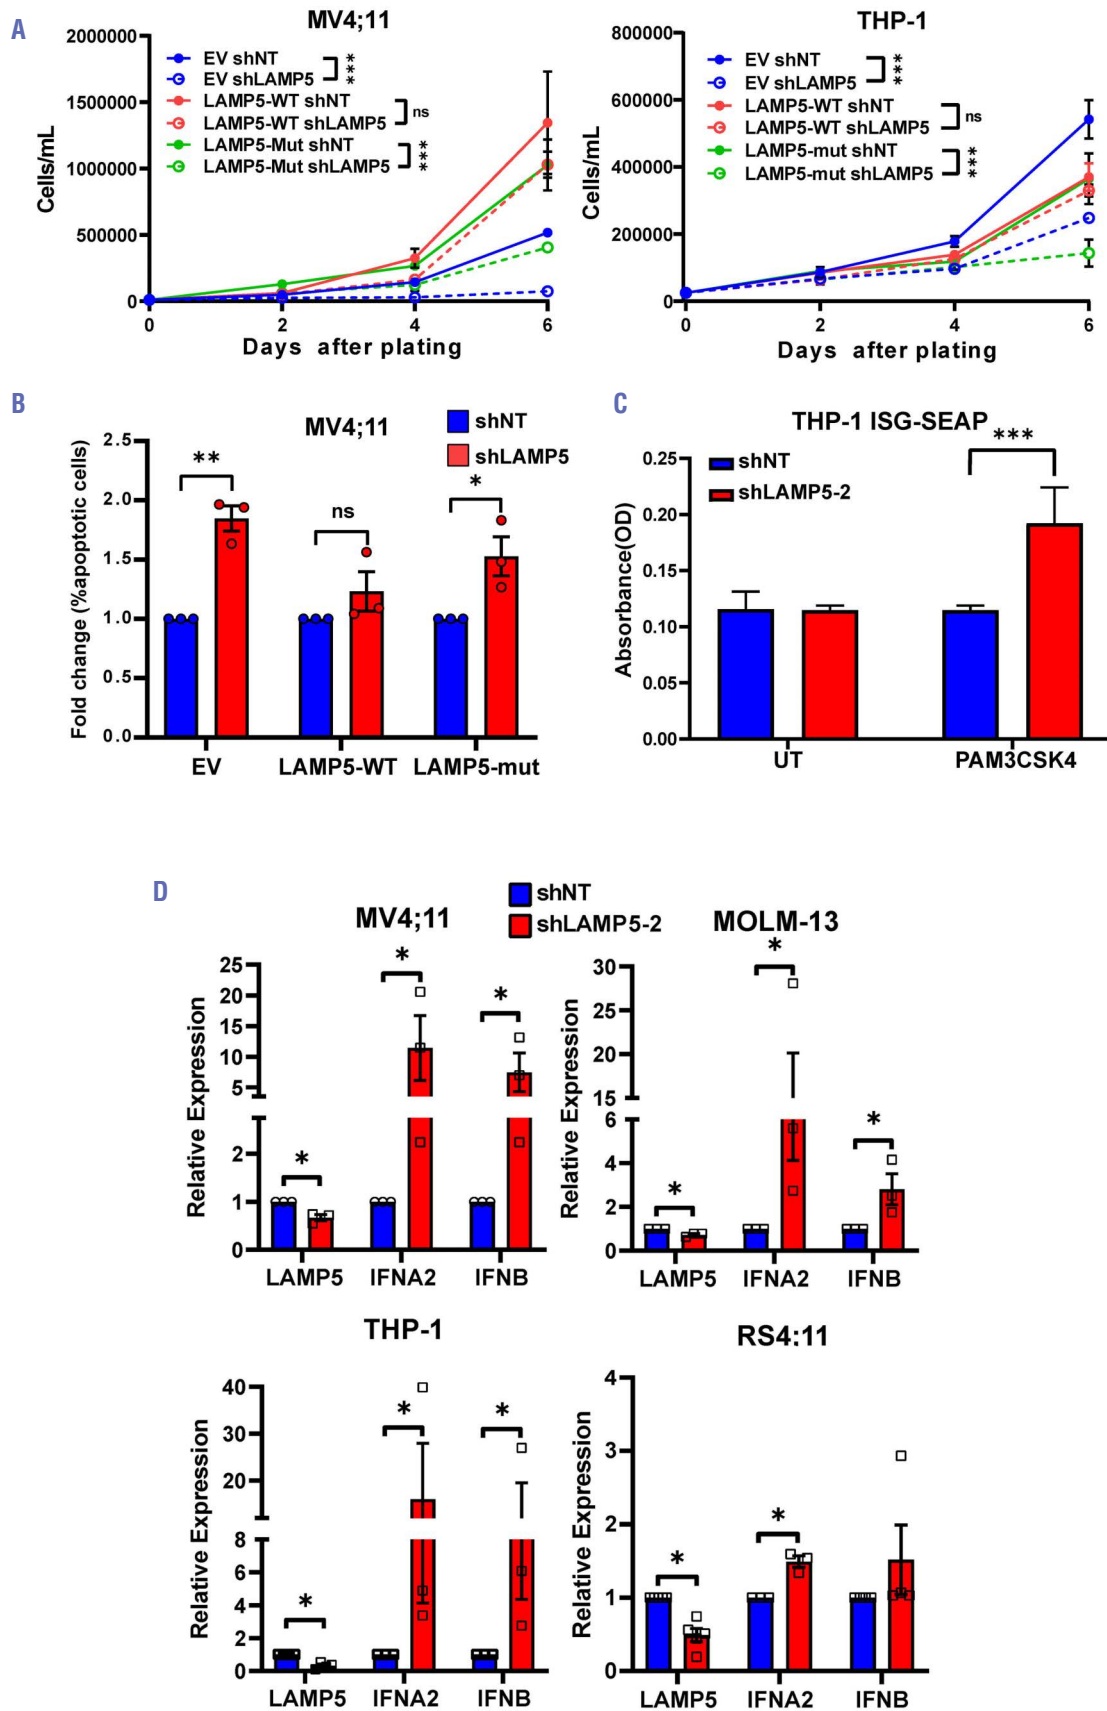 A
MV4;11
Cells/mL
2000000
1500000
1000000
500000
0
EV shNT
EV shLAMP5
LAMP5-WT shNT
LAMP5-WT shLAMP5
LAMP5-Mut shNT
LAMP5-Mut shLAMP5
***
ns
***
0 2 4 6
Days after plating
THP-1
Cells/mL
800000
600000
400000
200000
0
EV shNT
EV shLAMP5
LAMP5-WT shNT
LAMP5-WT shLAMP5
LAMP5-mut shNT
LAMP5-mut shLAMP5
***
ns
***
0 2 4 6
Days after plating
B
MV4;11
shNT
shLAMP5
Fold change (%apoptotic cells)
2.5
2.0
1.5
1.0
0.5
0.0
**
ns
*
EV LAMP5-WT LAMP5-mut
C
THP-1 ISG-SEAP
shNT
shLAMP5-2
Absorbance(OD)
0.25
0.20
0.15
0.10
0.05
0.00
***
UT PAM3CSK4
D
shNT
shLAMP5-2
MV4;11
Relative Expression
25
20
15
10
5
2
1
0
*
*
*
LAMP5 IFNA2 IFNB
MOLM-13
Relative Expression
30
25
20
15
6
4
2
0
*
*
*
LAMP5 IFNA2 IFNB
THP-1
Relative Expression
40
30
20
8
6
4
2
0
*
*
*
LAMP5 IFNA2 IFNB
RS4;11
Relative Expression
4
3
2
1
0
*
*
LAMP5 IFNA2 IFNB